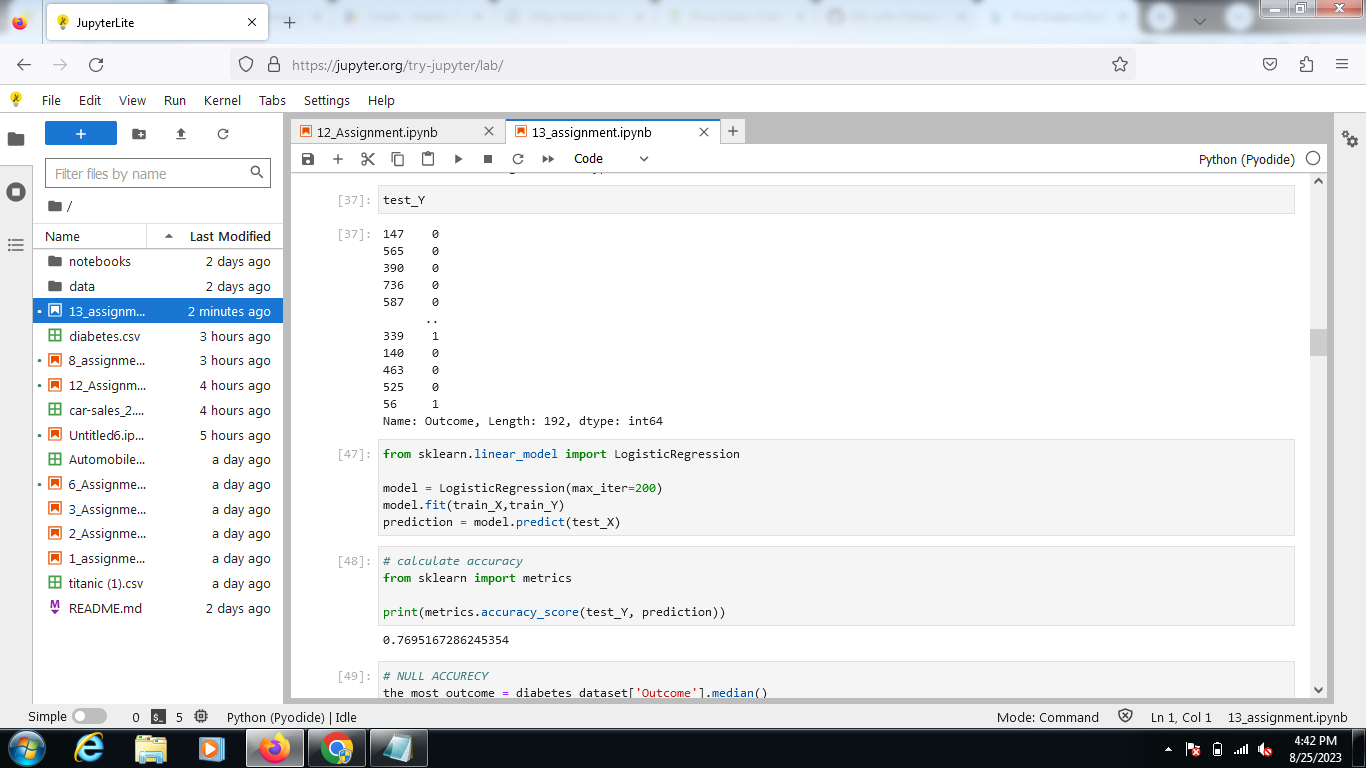 JupyterLite
https://jupyter.org/try-jupyter/lab/
File Edit View Run Kernel Tabs Settings Help
12_Assignment.ipynb
13_assignment.ipynb
Code
Python (Pyodide)
Filter files by name
/
Name Last Modified
notebooks 2 days ago
data 2 days ago
13_assignm... 2 minutes ago
diabetes.csv 3 hours ago
8_assignme... 3 hours ago
12_Assignm... 4 hours ago
car-sales_2.... 4 hours ago
Untitled6.ip... 5 hours ago
Automobile... a day ago
6_Assignme... a day ago
3_Assignme... a day ago
2_Assignme... a day ago
1_assignme... a day ago
titanic (1).csv a day ago
README.md 2 days ago
[37]: test_Y
[37]: 147 0
565 0
390 0
736 0
587 0
..
339 1
140 0
463 0
525 0
56 1
Name: Outcome, Length: 192, dtype: int64
[47]: from sklearn.linear_model import LogisticRegression
model = LogisticRegression(max_iter=200)
model.fit(train_X,train_Y)
prediction = model.predict(test_X)
[48]: # calculate accuracy
from sklearn import metrics
print(metrics.accuracy_score(test_Y, prediction))
0.7695167286245354
[49]: # NULL ACCURECY
the_most_outcome = diabetes_dataset['Outcome'].median()
Simple 0 5 Python (Pyodide) | Idle
Mode: Command Ln 1, Col 1 13_assignment.ipynb
4:42 PM
8/25/2023